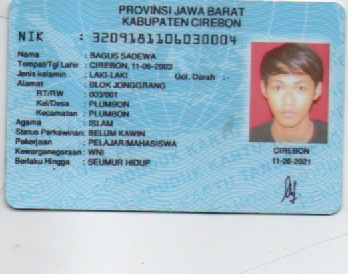 PROVINSI JAWA BARAT
KABUPATEN CIREBON
NIK : 3209181106030004
Nama : BAGUS SADEWA
Tempat/Tgl Lahir : CIREBON, 11-06-2003
Jenis kelamin : LAKI-LAKI Gol. Darah :-
Alamat : BLOK JONGGRANG
RT/RW : 003/001
Kel/Desa : PLUMBON
Kecamatan : PLUMBON
Agama : ISLAM
Status Perkawinan: BELUM KAWIN
Pekerjaan : PELAJAR/MAHASISWA
Kewarganegaraan: WNI
Berlaku Hingga : SEUMUR HIDUP
CIREBON
11-06-2021